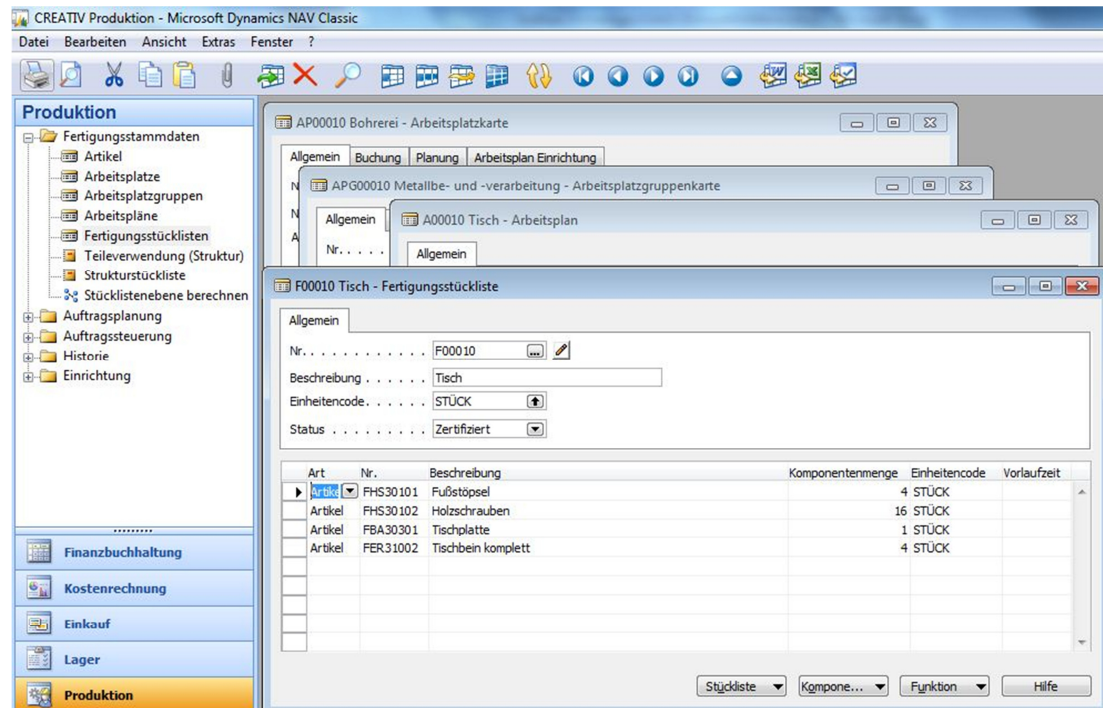 CREATIV Produktion - Microsoft Dynamics NAV Classic
Datei Bearbeiten Ansicht Extras Fenster ?
Produktion
Fertigungsstammdaten
Artikel
Arbeitsplatze
Arbeitsplatzgruppen
Arbeitspläne
Fertigungsstücklisten
Teileverwendung (Struktur)
Strukturstückliste
Stücklistenebene berechnen
Auftragsplanung
Auftragssteuerung
Historie
Einrichtung
Finanzbuchhaltung
Kostenrechnung
Einkauf
Lager
Produktion
AP00010 Bohrerei - Arbeitsplatzkarte
Allgemein Buchung Planung Arbeitsplan Einrichtung
N
N
A
APG00010 Metallbe- und -verarbeitung - Arbeitsplatzgruppenkarte
Allgemein
Nr. . . . .
A00010 Tisch - Arbeitsplan
Allgemein
F00010 Tisch - Fertigungsstückliste
Allgemein
Nr. . . . . . . . . . . . . F00010 ...
Beschreibung . . . . . . Tisch
Einheitencode. . . . . . STÜCK
Status . . . . . . . . . Zertifiziert
Art Nr. Beschreibung Komponentenmenge Einheitencode Vorlaufzeit
Artike FHS30101 Fußstöpsel 4 STÜCK
Artikel FHS30102 Holzschrauben 16 STÜCK
Artikel FBA30301 Tischplatte 1 STÜCK
Artikel FER31002 Tischbein komplett 4 STÜCK
Stückliste Kompone... Funktion Hilfe